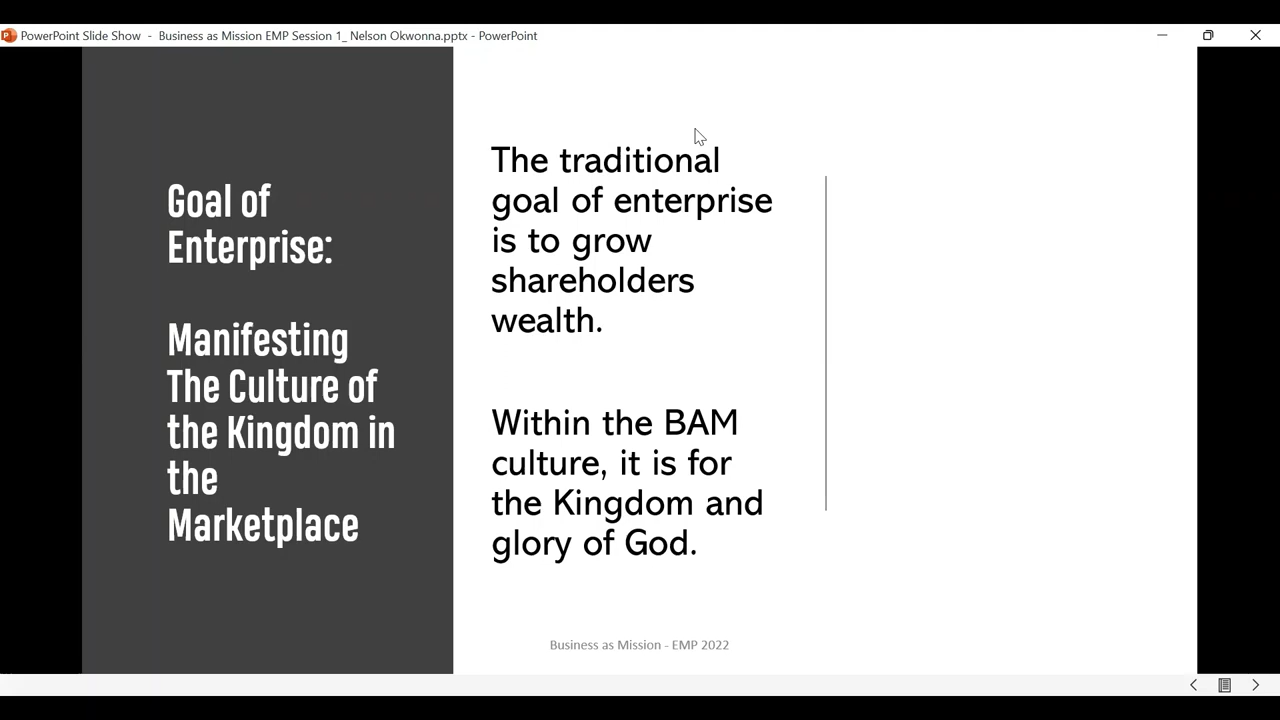 PowerPoint Slide Show - Business as Mission EMP Session 1_ Nelson Okwonna.pptx - PowerPoint
Goal of
Enterprise:
Manifesting
The Culture of
the Kingdom in
the
Marketplace
The traditional
goal of enterprise
is to grow
shareholders
wealth.
Within the BAM
culture, it is for
the Kingdom and
glory of God.
Business as Mission - EMP 2022